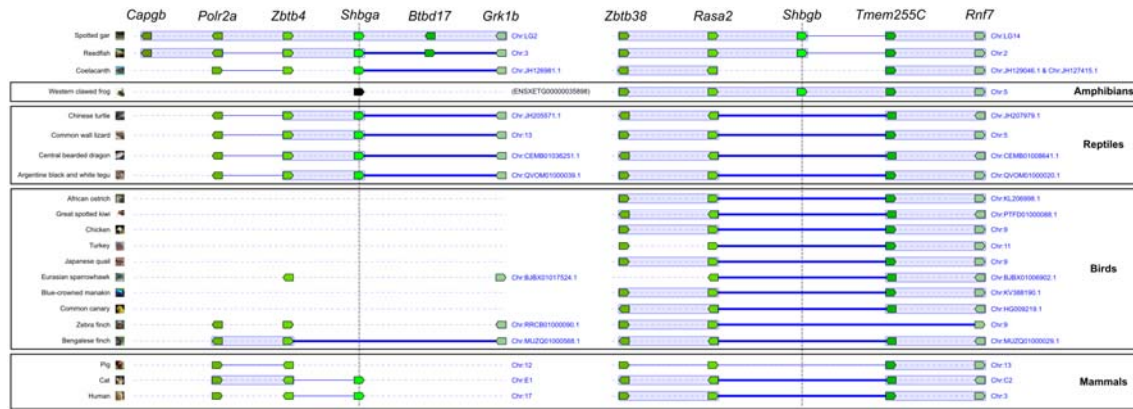 Capgb Polr2a Zbtb4 Shbga Btbd17 Grk1b Zbtb38 Rasa2 Shbgb Tmem255C Rnf7
Spotted gar Chr:LG2 Chr:LG14
Reedfish Chr:3 Chr:2
Coelacanth Chr:JH126981.1 Chr:JH129046.1 & Chr:JH127415.1
Western clawed frog (ENSXETG00000035898) Chr:5 Amphibians
Chinese turtle Chr:JH205571.1 Chr:JH207979.1
Common wall lizard Chr:13 Chr:5
Reptiles
Central bearded dragon Chr:CEMB01036251.1 Chr:CEMB01008641.1
Argentine black and white tegu Chr:QVOM01000039.1 Chr:QVOM01000020.1
African ostrich Chr:KL206998.1
Great spotted kiwi Chr:PTFD01000088.1
Chicken Chr:9
Turkey Chr:11
Japanese quail Chr:9
Birds
Eurasian sparrowhawk Chr:BJBX01017524.1 Chr:BJBX01006902.1
Blue-crowned manakin Chr:KV388190.1
Common canary Chr:HG009219.1
Zebra finch Chr:RRCB01000090.1 Chr:9
Bengalese finch Chr:MUZQ01000588.1 Chr:MUZQ01000029.1
Pig Chr:12 Chr:13
Cat Chr:E1 Chr:C2 Mammals
Human Chr:17 Chr:3